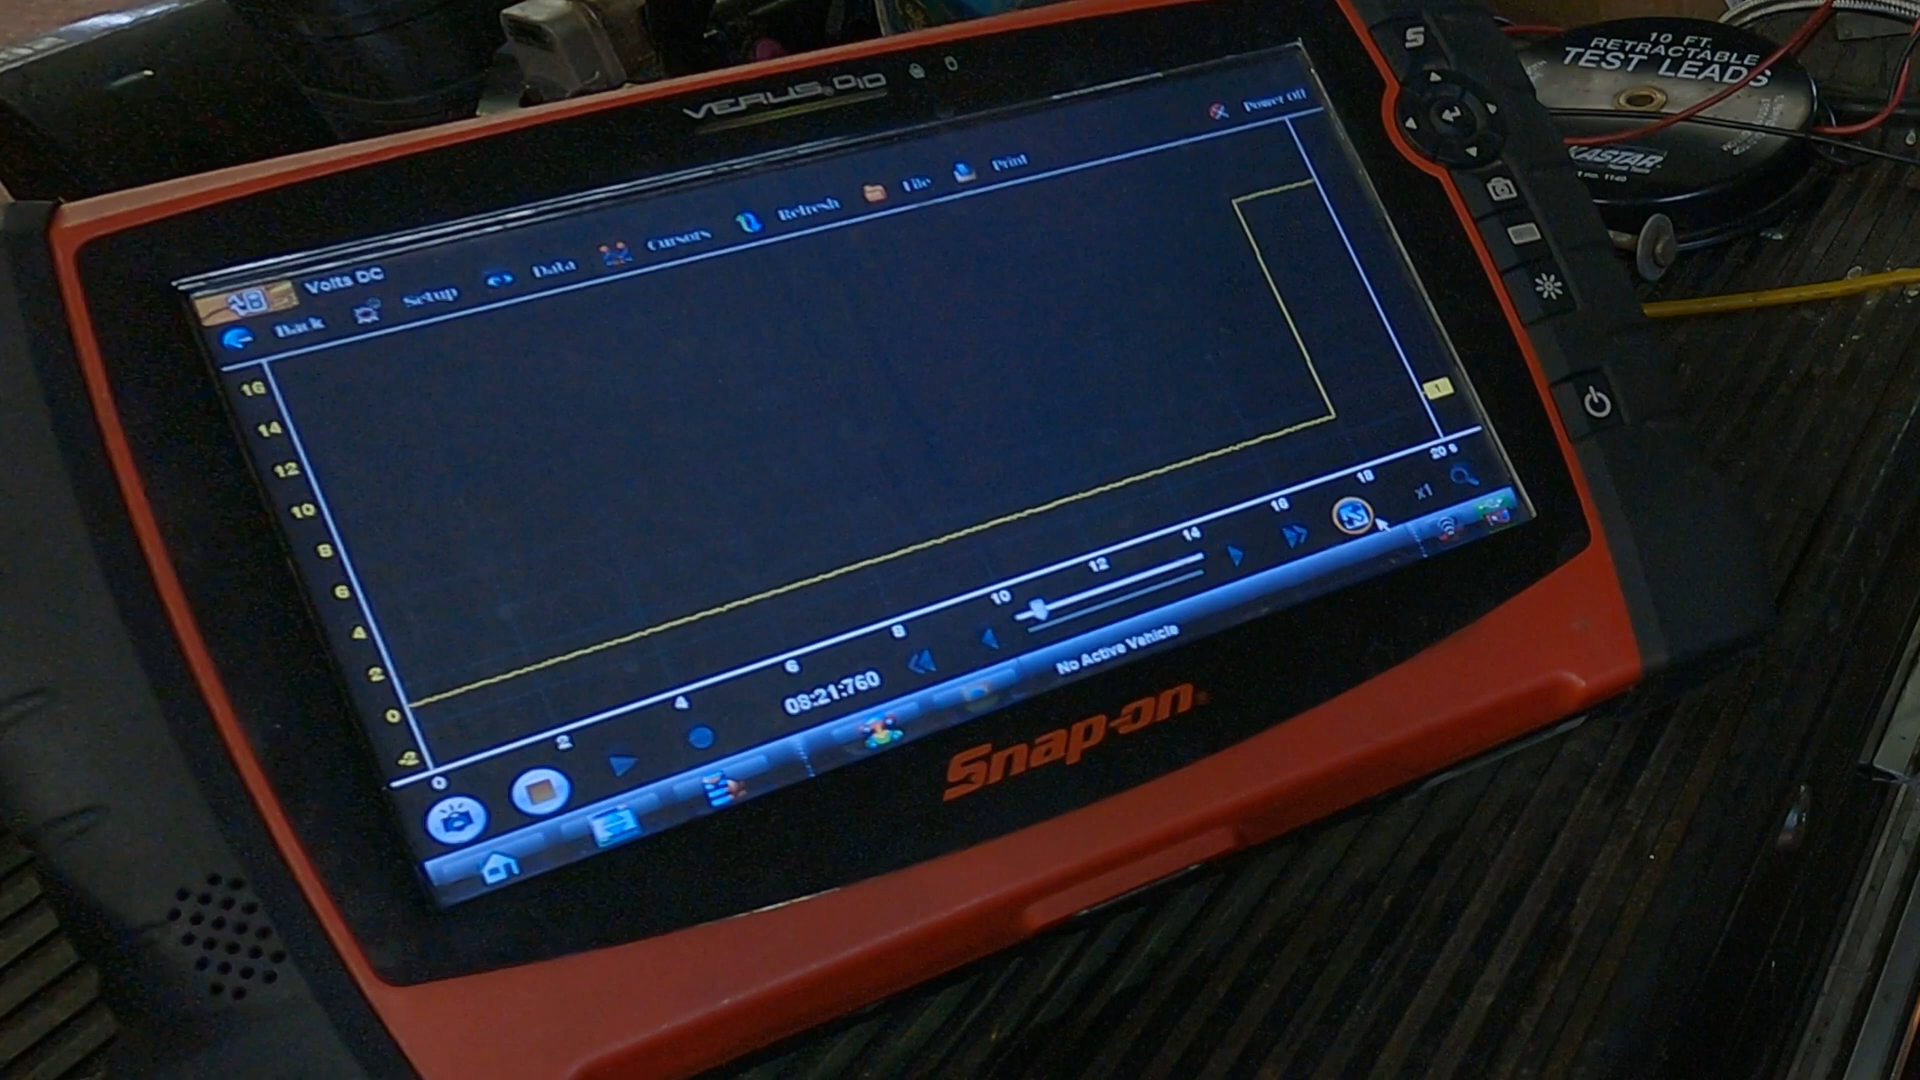 10 FT.
RETRACTABLE
TEST LEADS
KASTAR
VERUS PRO
S
Power Off
Volts DC
Back Setup Data Cursors Refresh File Print
16
14
12
10
8
6
4
2
0
-2
1
0 2 4 6 8 10 12 14 16 18 20 s
08:21:760
x1
No Active Vehicle
Snap-on